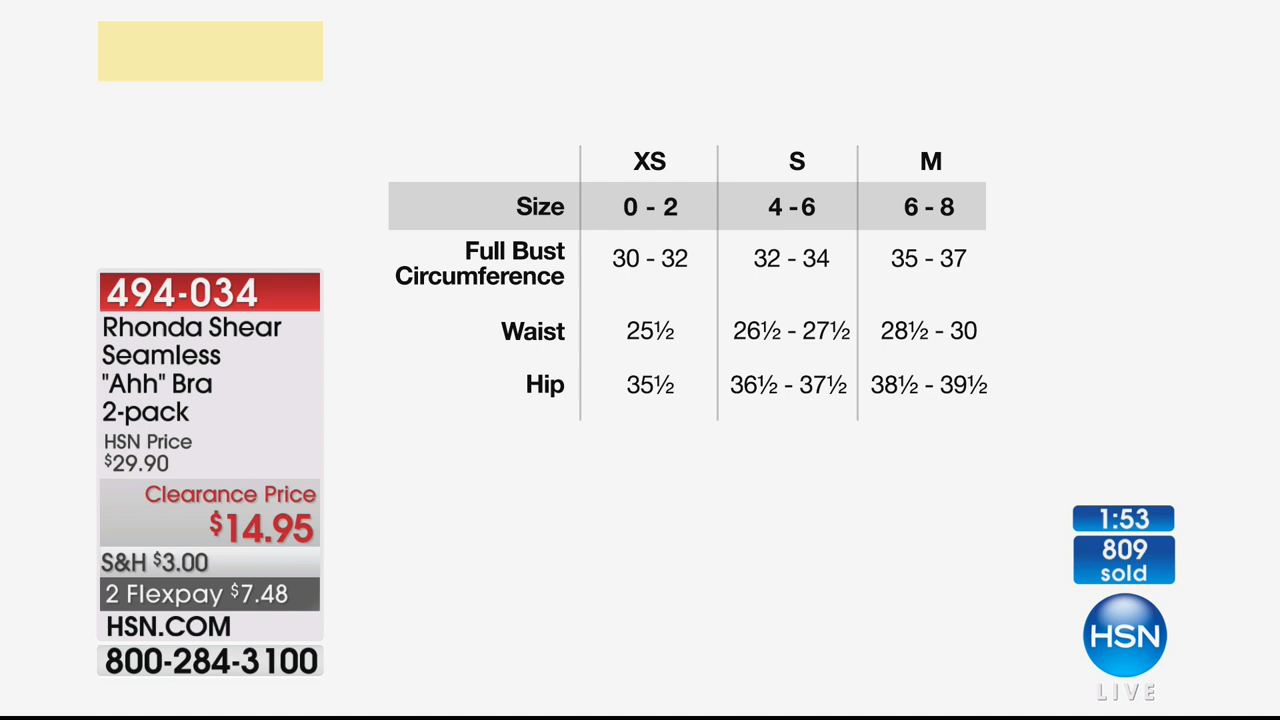 XS S M
Size 0 - 2 4 - 6 6 - 8
Full Bust
Circumference 30 - 32 32 - 34 35 - 37
Waist 25½ 26½ - 27½ 28½ - 30
Hip 35½ 36½ - 37½ 38½ - 39½
494-034
Rhonda Shear
Seamless
"Ahh" Bra
2-pack
HSN Price
$29.90
Clearance Price
$14.95
S&H $3.00
2 Flexpay $7.48
HSN.COM
800-284-3100
1:53
809
sold
HSN
LIVE